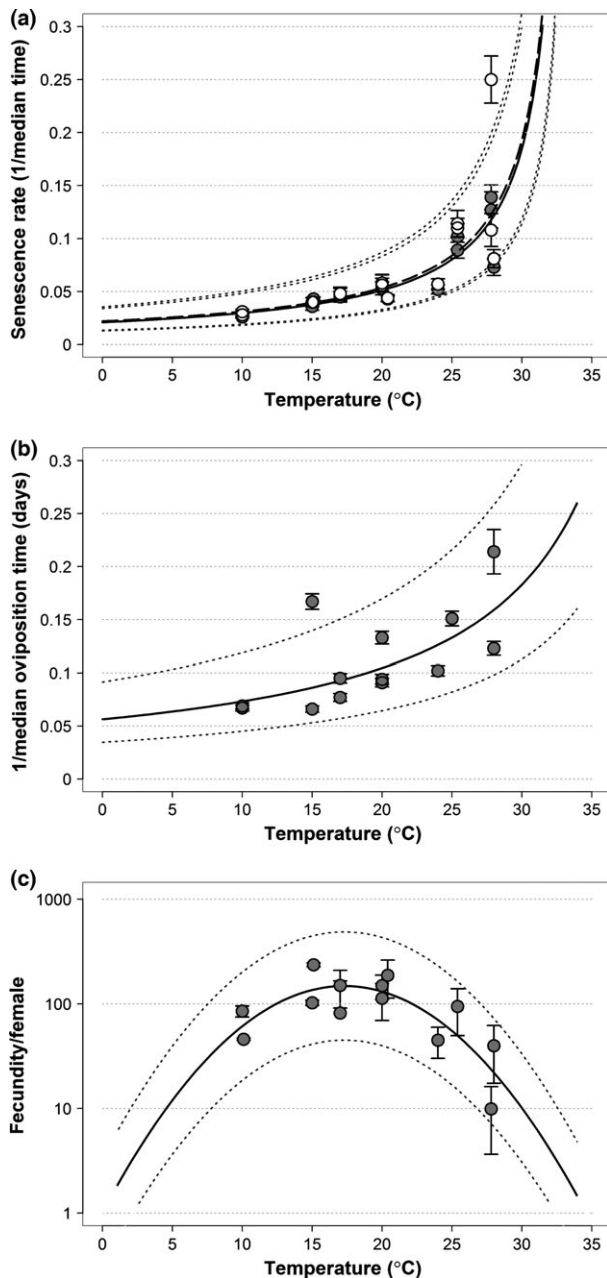 (a)
Senescence rate (1/median time)
0.3
0.25
0.2
0.15
0.1
0.05
0
0 5 10 15 20 25 30 35
Temperature (°C)
(b)
1/median oviposition time (days)
0.3
0.25
0.2
0.15
0.1
0.05
0
0 5 10 15 20 25 30 35
Temperature (°C)
(c)
Fecundity/female
1000
100
10
1
0 5 10 15 20 25 30 35
Temperature (°C)